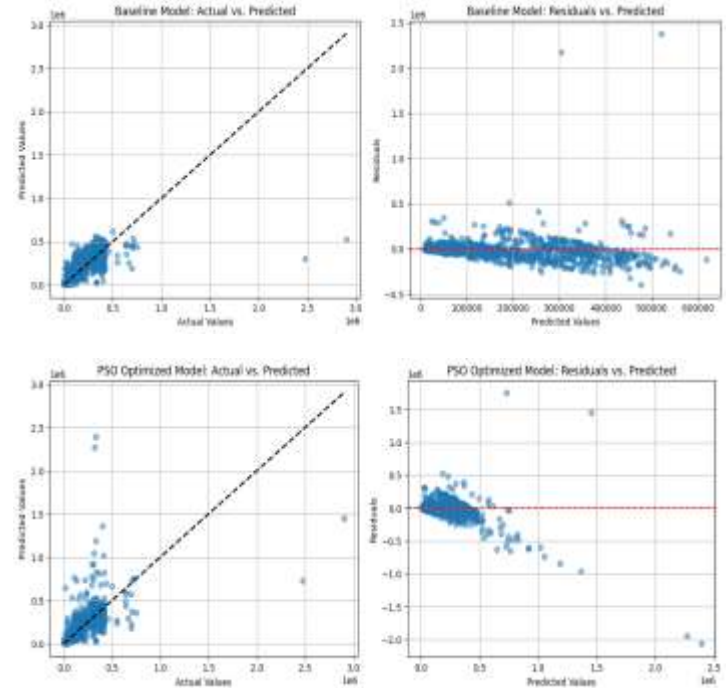 Baseline Model: Actual vs. Predicted
1e6
3.0
2.5
2.0
1.5
1.0
0.5
0.0
Predicted Values
0.0 0.5 1.0 1.5 2.0 2.5 3.0
Actual Values
1e6
Baseline Model: Residuals vs. Predicted
1e6
2.5
2.0
1.5
1.0
0.5
0.0
−0.5
Residuals
0 100000 200000 300000 400000 500000 600000
Predicted Values
PSO Optimized Model: Actual vs. Predicted
1e6
3.0
2.5
2.0
1.5
1.0
0.5
0.0
Predicted Values
0.0 0.5 1.0 1.5 2.0 2.5 3.0
Actual Values
1e6
PSO Optimized Model: Residuals vs. Predicted
1e6
1.5
1.0
0.5
0.0
−0.5
−1.0
−1.5
−2.0
Residuals
0.0 0.5 1.0 1.5 2.0 2.5
Predicted Values
1e6